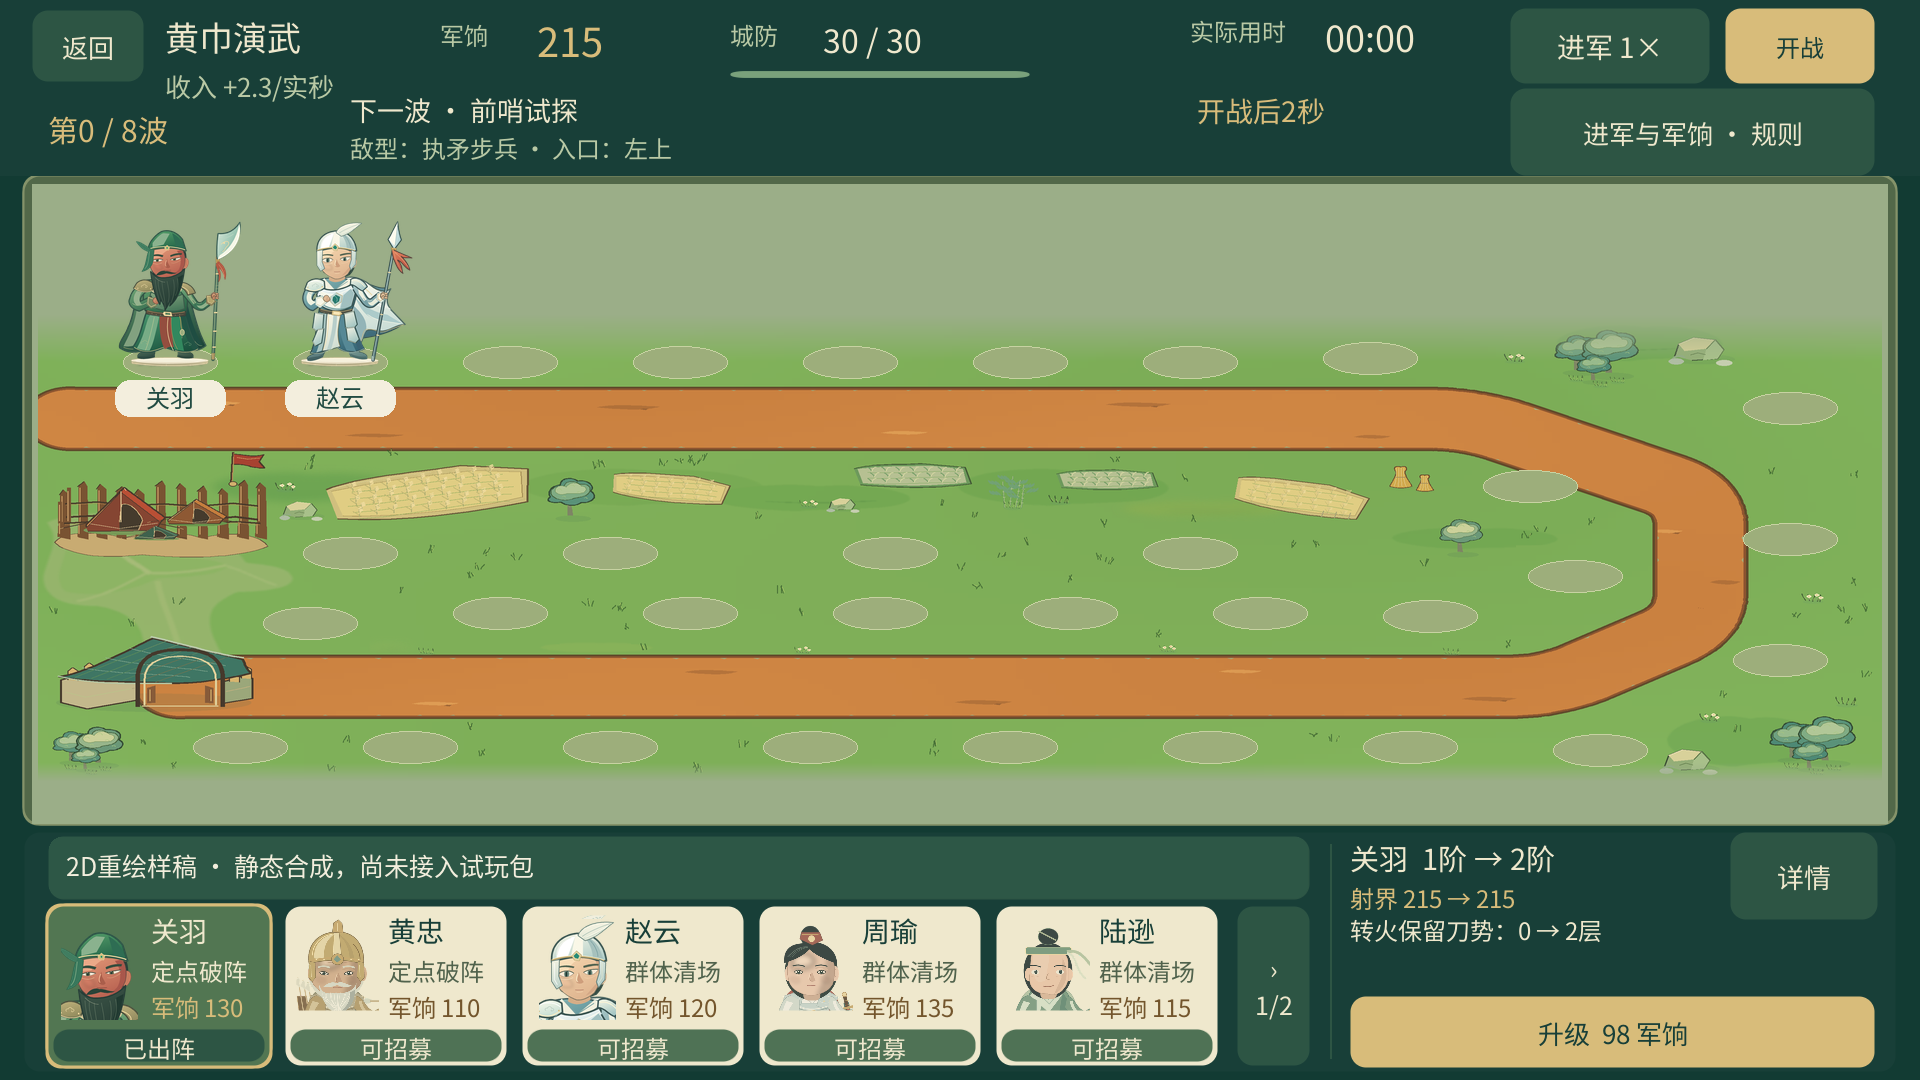 返回
黄巾演武
收入 +2.3/实秒
军饷 215
城防 30 / 30
实际用时 00:00
进军 1×
开战
第0 / 8波
下一波 · 前哨试探
敌型：执矛步兵 · 入口：左上
开战后2秒
进军与军饷 · 规则
关羽
赵云
2D重绘样稿 · 静态合成，尚未接入试玩包
关羽
定点破阵
军饷 130
已出阵
黄忠
定点破阵
军饷 110
可招募
赵云
群体清场
军饷 120
可招募
周瑜
群体清场
军饷 135
可招募
陆逊
群体清场
军饷 115
可招募
›
1/2
关羽 1阶 → 2阶
射界 215 → 215
转火保留刀势：0 → 2层
详情
升级 98 军饷